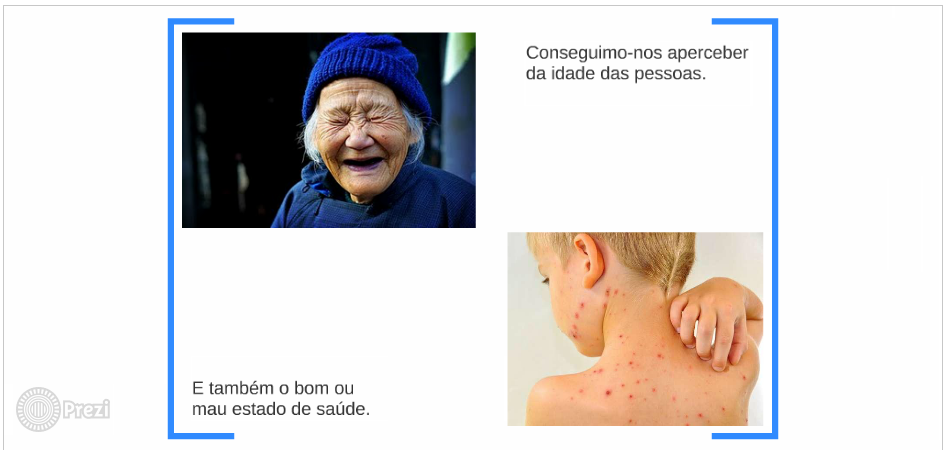 Conseguimo-nos aperceber
da idade das pessoas.
E também o bom ou
mau estado de saúde.
Prezi